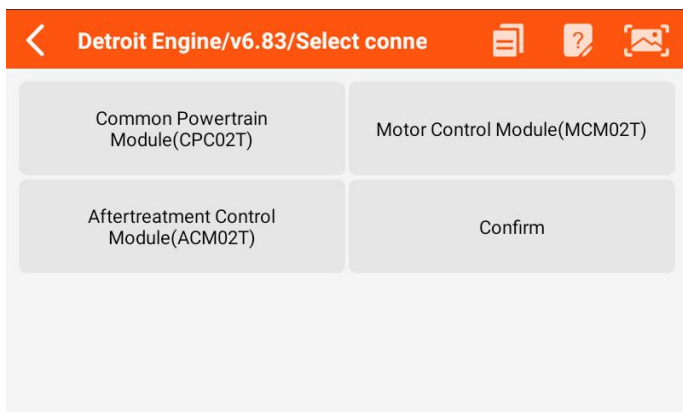 Detroit Engine/v6.83/Select conne
Common Powertrain
Module(CPC02T)
Motor Control Module(MCM02T)
Aftertreatment Control
Module(ACM02T)
Confirm